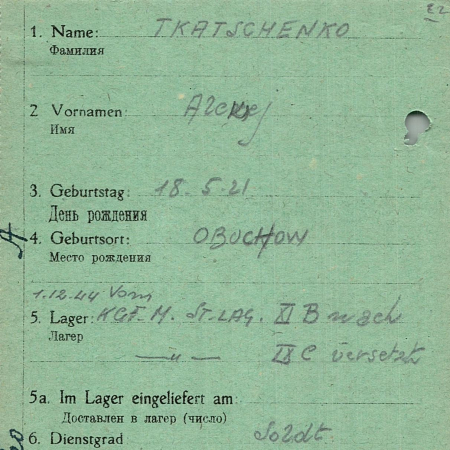 22
1. Name: TKATSCHENKO
Фамилия
2 Vornamen:
Имя
3. Geburtstag: 18.5.21
День рождения
4. Geburtsort: OBUCHOW
Место рождения
1.12.44 Vom
5. Lager: KGF. M. ST-LAG. XI B nach
Лагер
—"— IX C versetzt
5a. Im Lager eingeliefert am:
Доставлен в лагер (число)
6. Dienstgrad Soldt